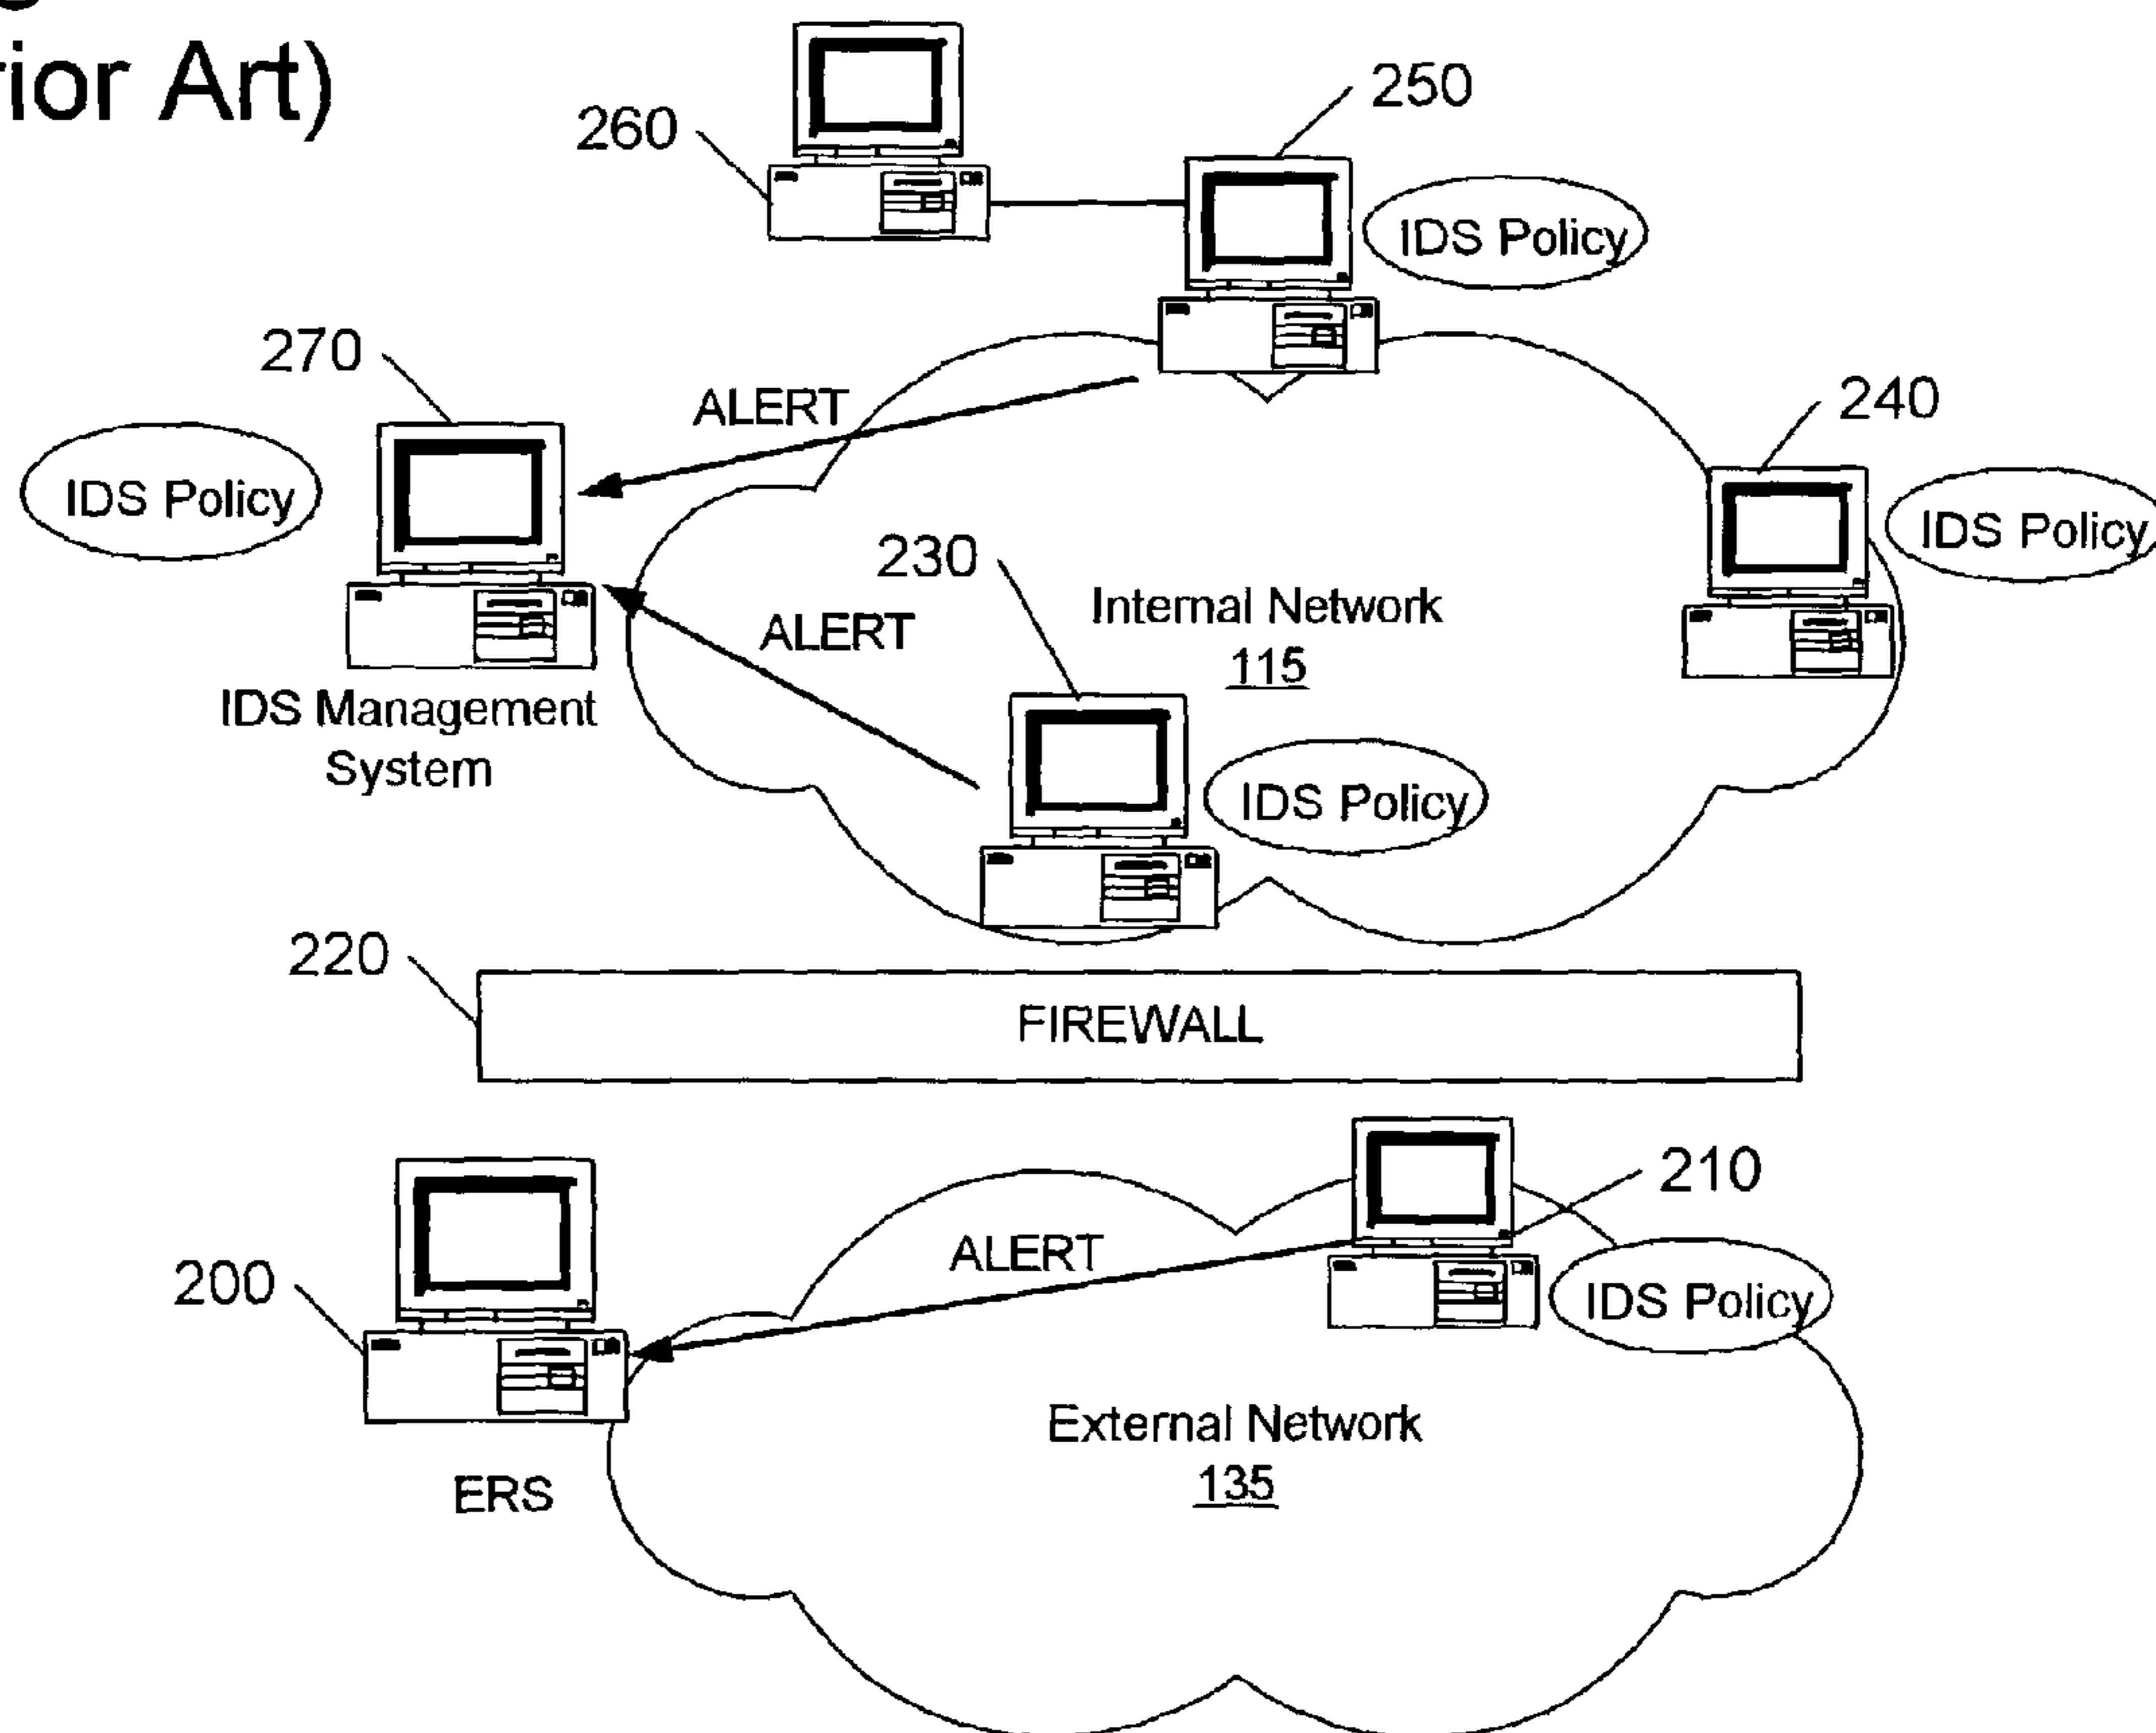 rior Art)
260
250
IDS Policy
270
ALERT
240
IDS Policy
IDS Policy
230
ALERT
Internal Network
115
IDS Management
System
IDS Policy
220
FIREWALL
210
200
ALERT
IDS Policy
External Network
135
ERS